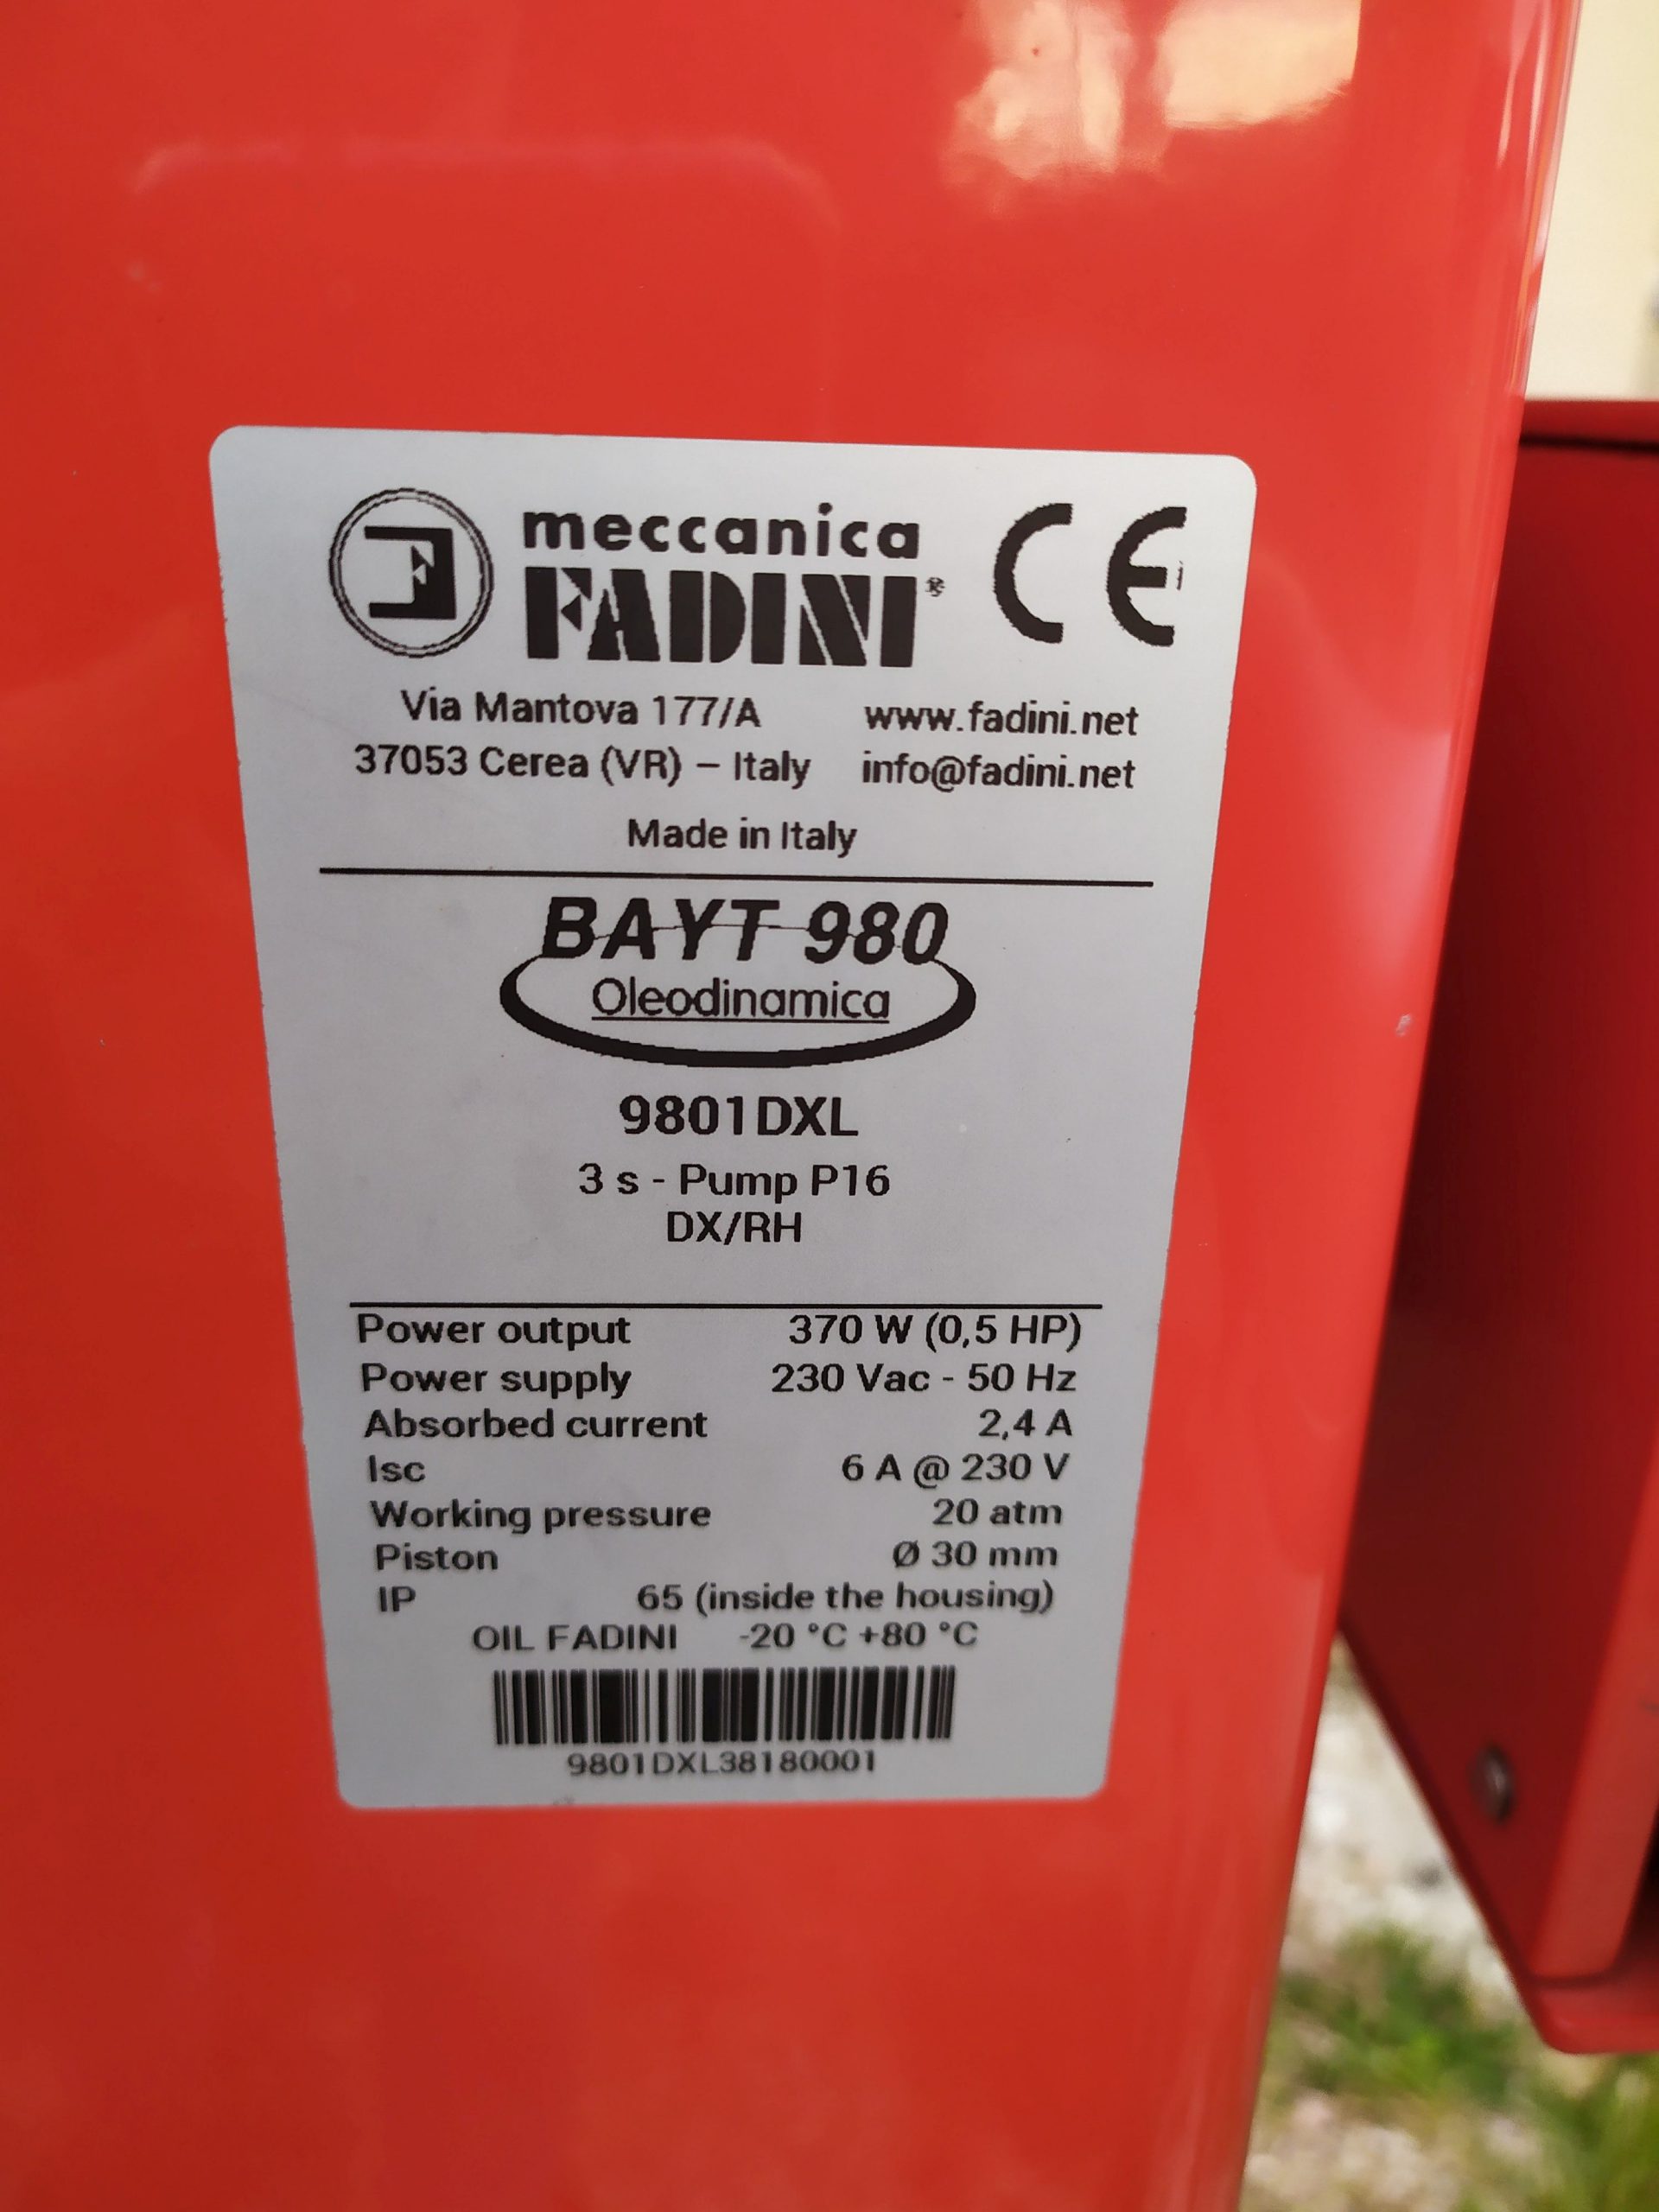 meccanica
FADINI®
CE
Via Mantova 177/A www.fadini.net
37053 Cerea (VR) – Italy info@fadini.net
Made in Italy
BAYT 980
Oleodinamica
9801DXL
3 s - Pump P16
DX/RH
Power output 370 W (0,5 HP)
Power supply 230 Vac - 50 Hz
Absorbed current 2,4 A
Isc 6 A @ 230 V
Working pressure 20 atm
Piston Ø 30 mm
IP 65 (inside the housing)
OIL FADINI -20 °C +80 °C
9801DXL38180001